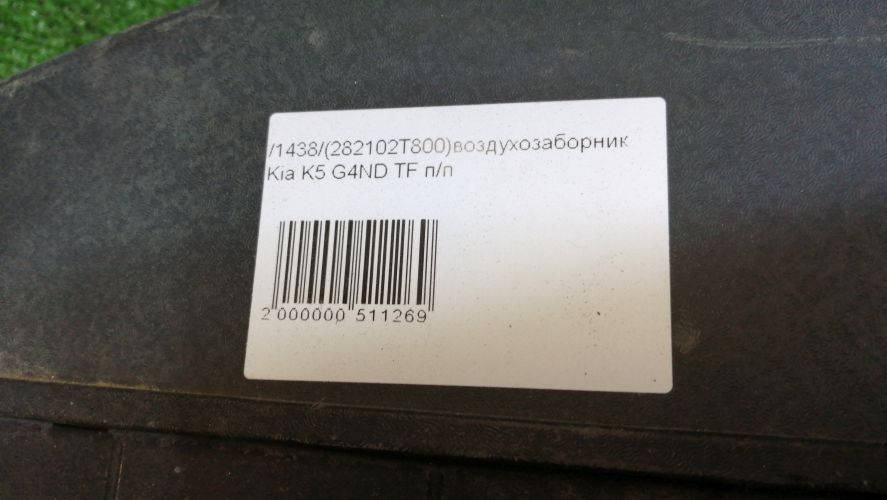 /1438/(282102T800)воздухозаборник
Kia K5 G4ND TF п/п
2 000000 511269